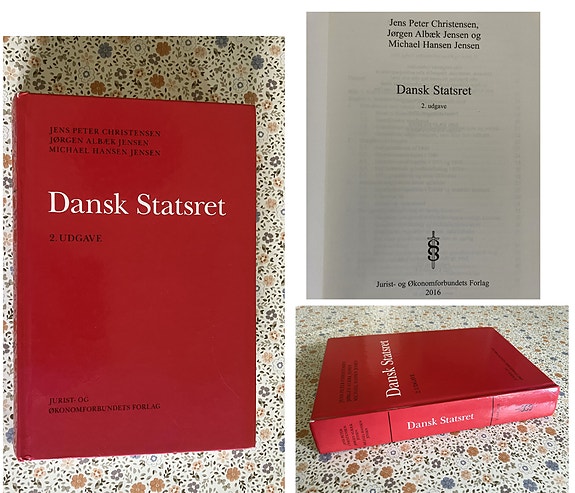 JENS PETER CHRISTENSEN
JØRGEN ALBÆK JENSEN
MICHAEL HANSEN JENSEN
Dansk Statsret
2. UDGAVE
JURIST- OG
ØKONOMFORBUNDETS FORLAG
Jens Peter Christensen,
Jørgen Albæk Jensen og
Michael Hansen Jensen
Dansk Statsret
2. udgave
Jurist- og Økonomforbundets Forlag
2016
Dansk Statsret
2. UDGAVE
Dansk Statsret